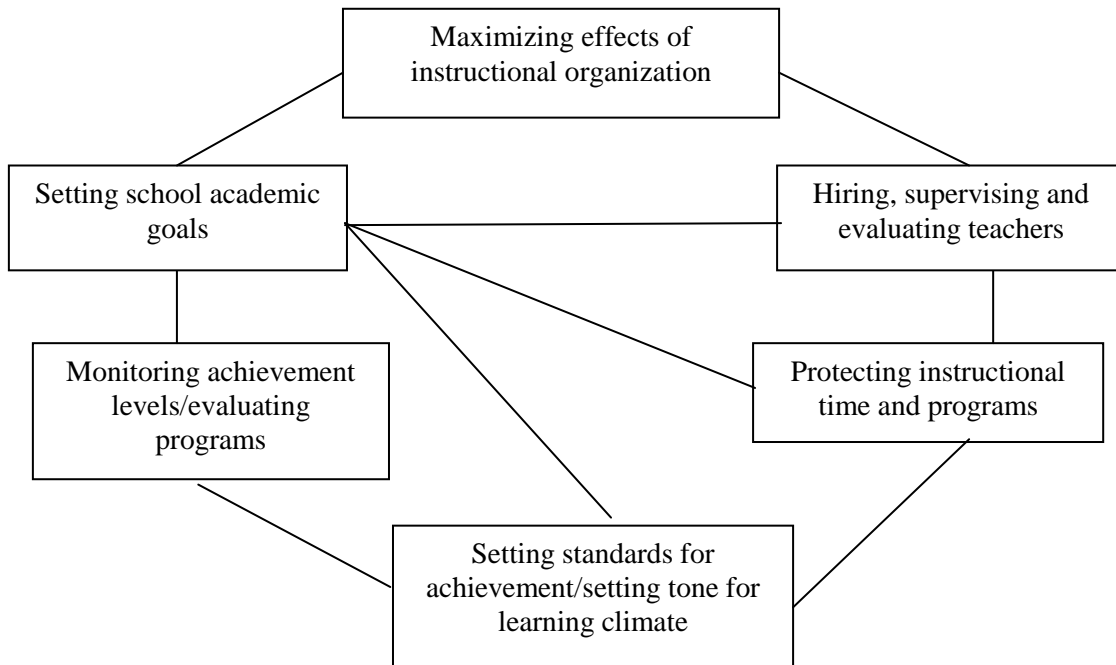 Maximizing effects of
instructional organization
Setting school academic
goals
Hiring, supervising and
evaluating teachers
Monitoring achievement
levels/evaluating
programs
Protecting instructional
time and programs
Setting standards for
achievement/setting tone for
learning climate